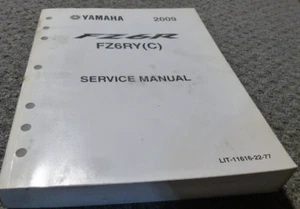 YAMAHA 2009
FZ6R
FZ6RY(C)
SERVICE MANUAL
LIT-11616-22-77